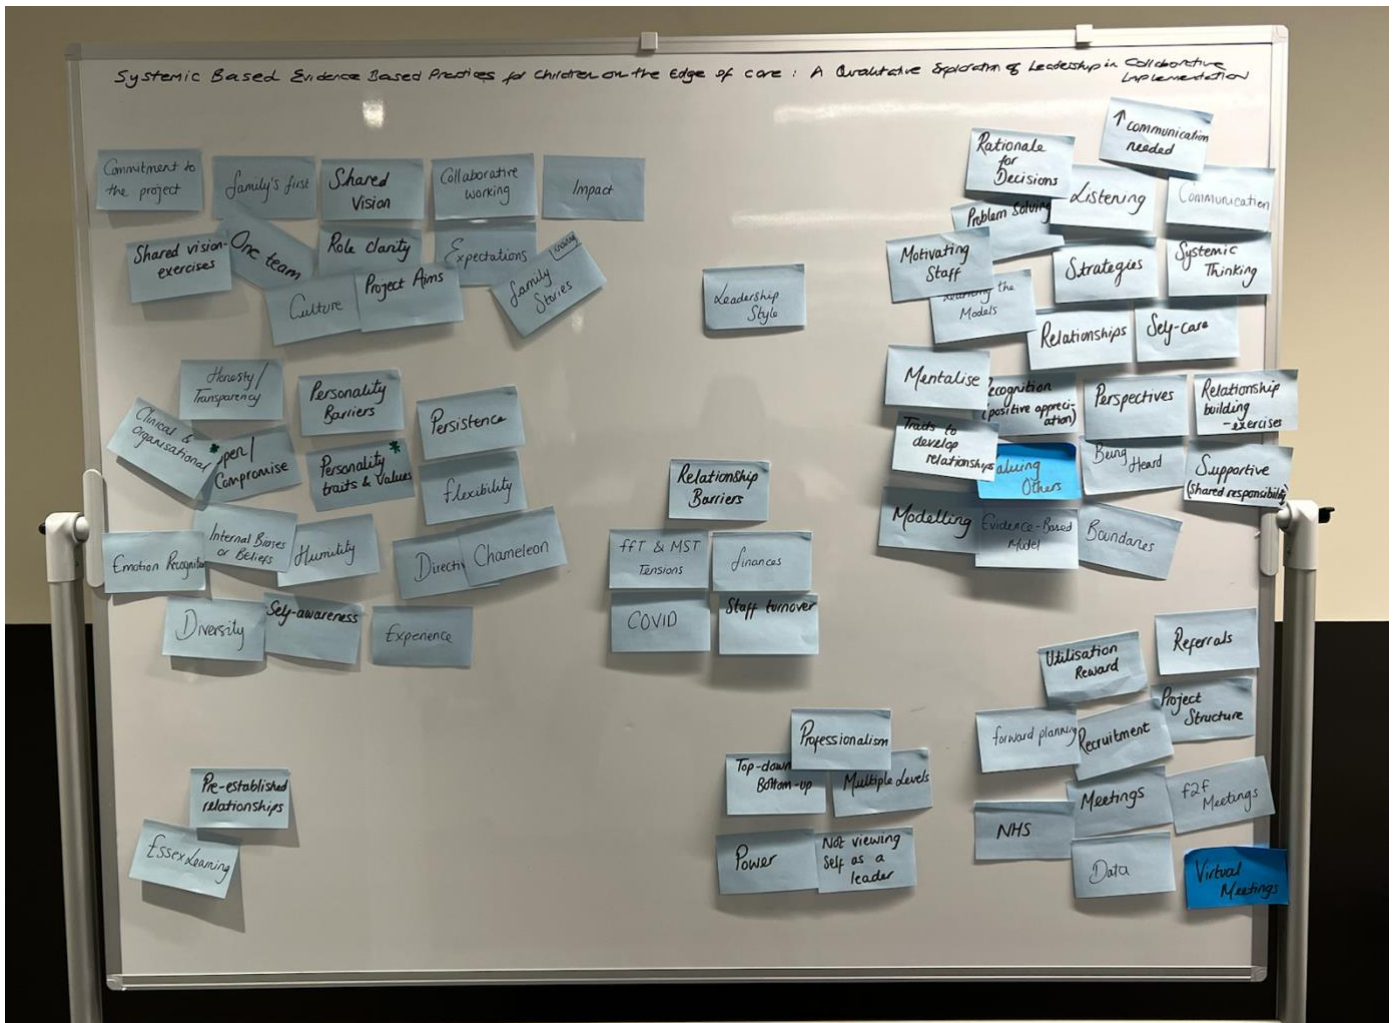 Systemic Based Evidence Based Practices for Children on the Edge of care : A Qualitative Exploration of Leadership in Collaborative
Implementation
Commitment to
the project
family's first
Shared
Vision
Collaborative
working
Impact
Shared vision-
exercises
One
team
Role clarity
Expectations
Culture
Project Aims
family
Stories
Leadership
Style
↑ communication
needed
Rationale
for
Decisions
Listening
Communication
Problem Solving
Motivating
Staff
Strategies
Systemic
Thinking
the
Models
Relationships
Self-care
Mentalise
ecognition
(positive appreci-
ation)
Perspectives
Relationship
building
-exercises
Traits to
develop
relationships
aluing
Others
Being
Heard
Supportive
(shared responsibility)
Modelling
Evidence-Based
Model
Boundaries
Honesty/
Transparency
Personality
Barriers
Persistence
Clinical &
Organisational
pen/
Compromise
Personality
traits & Values
flexibility
Emotion
Internal Biases
or Beliefs
Humility
Directiv
Chameleon
Diversity
Self-awareness
Experience
Relationship
Barriers
FFT & MST
Tensions
finances
COVID
Staff turnover
Pre-established
relationships
Essex Learning
Professionalism
Top-down
Bottom-up
Multiple Levels
Power
Not viewing
Self as a
leader
Utilisation
Reward
Referrals
forward planning
Recruitment
Project
Structure
Meetings
f2f
Meetings
NHS
Data
Virtual
Meetings